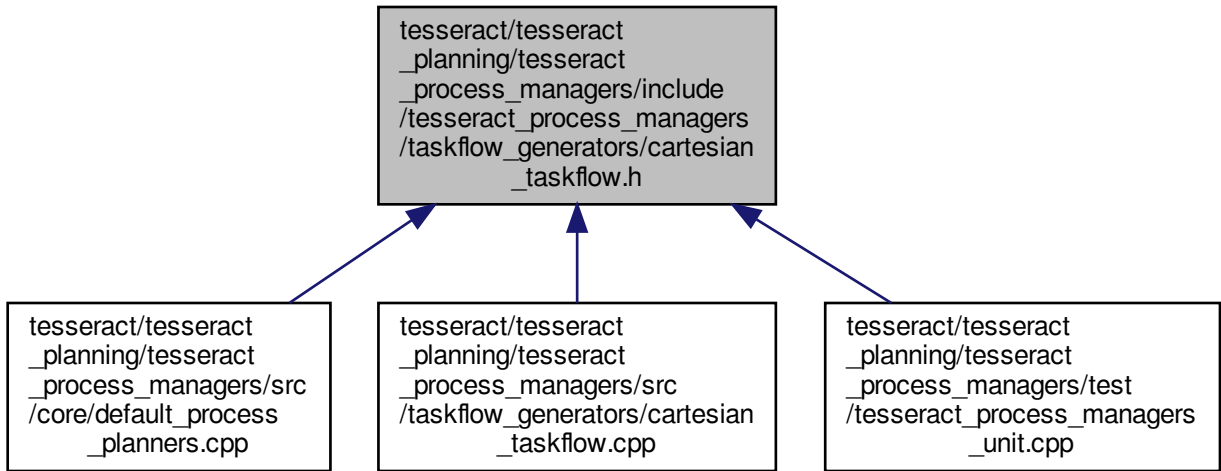 tesseract/tesseract
_planning/tesseract
_process_managers/include
/tesseract_process_managers
/taskflow_generators/cartesian
_taskflow.h
tesseract/tesseract
_planning/tesseract
_process_managers/src
/core/default_process
_planners.cpp
tesseract/tesseract
_planning/tesseract
_process_managers/src
/taskflow_generators/cartesian
_taskflow.cpp
tesseract/tesseract
_planning/tesseract
_process_managers/test
/tesseract_process_managers
_unit.cpp